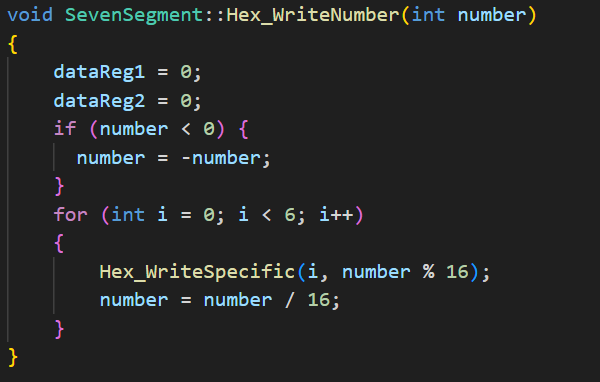 void SevenSegment::Hex_WriteNumber(int number)
{
    dataReg1 = 0;
    dataReg2 = 0;
    if (number < 0) {
      number = -number;
    }
    for (int i = 0; i < 6; i++)
    {
        Hex_WriteSpecific(i, number % 16);
        number = number / 16;
    }
}